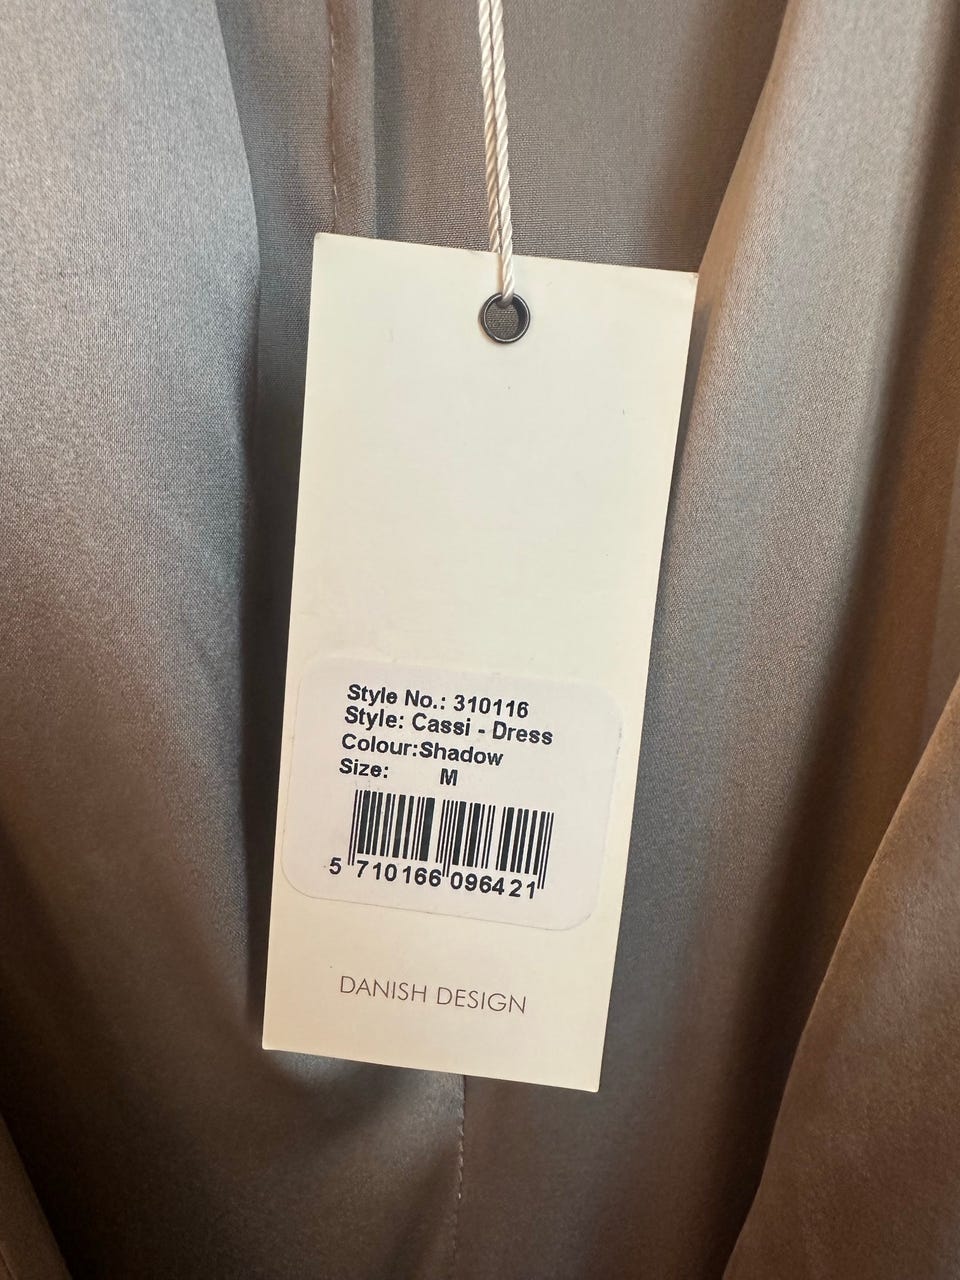 Style No.: 310116
Style: Cassi - Dress
Colour:Shadow
Size: M
5 710166 096421
DANISH DESIGN